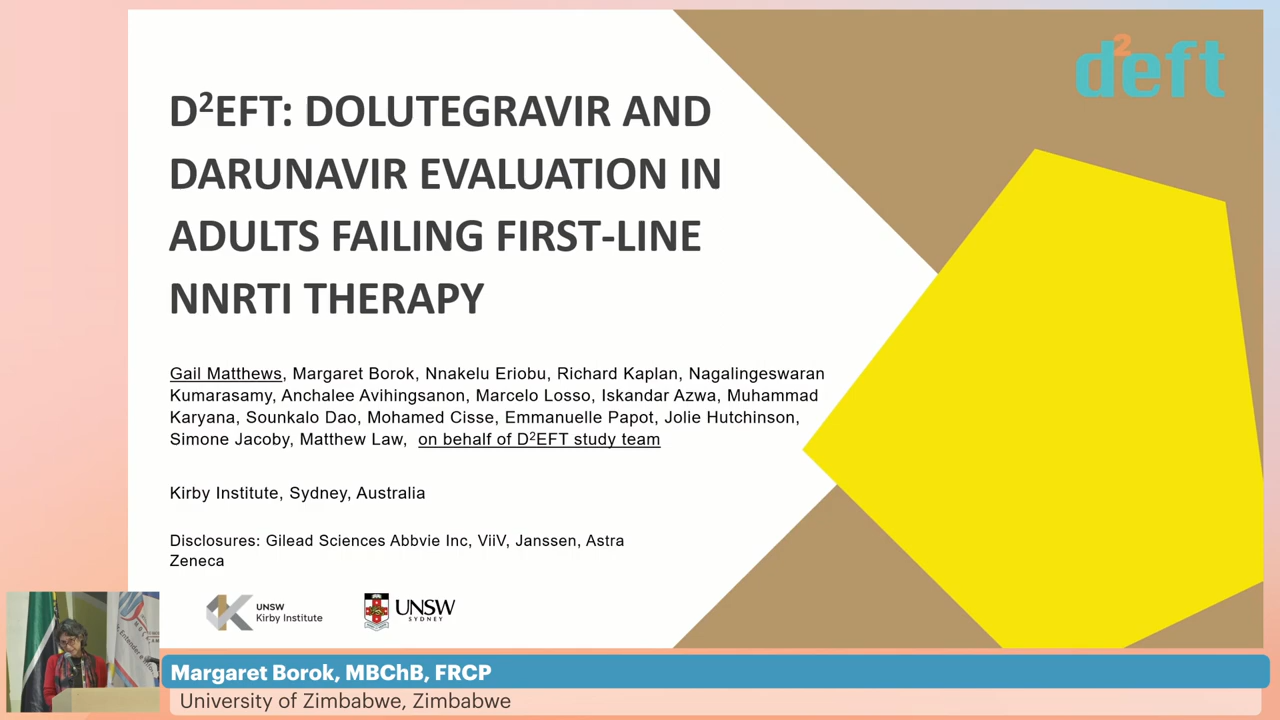 d²eft
D²EFT: DOLUTEGRAVIR AND
DARUNAVIR EVALUATION IN
ADULTS FAILING FIRST-LINE
NNRTI THERAPY
Gail Matthews, Margaret Borok, Nnakelu Eriobu, Richard Kaplan, Nagalingeswaran
Kumarasamy, Anchalee Avihingsanon, Marcelo Losso, Iskandar Azwa, Muhammad
Karyana, Sounkalo Dao, Mohamed Cisse, Emmanuelle Papot, Jolie Hutchinson,
Simone Jacoby, Matthew Law, on behalf of D²EFT study team
Kirby Institute, Sydney, Australia
Disclosures: Gilead Sciences Abbvie Inc, ViiV, Janssen, Astra
Zeneca
UNSW
Kirby Institute
UNSW
SYDNEY
Entender e
Margaret Borok, MBChB, FRCP
University of Zimbabwe, Zimbabwe